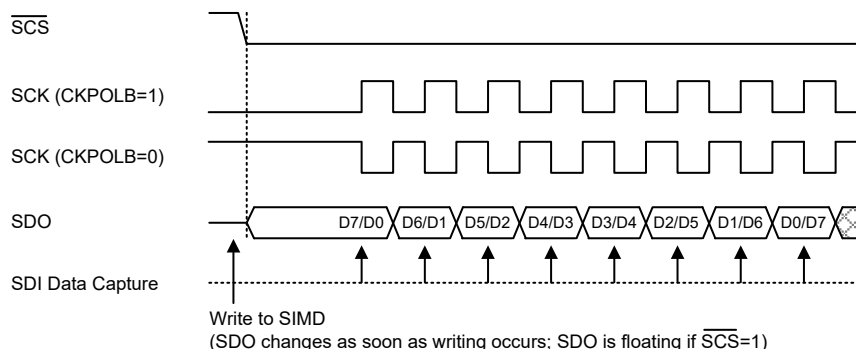 SCS
SCK (CKPOLB=1)
SCK (CKPOLB=0)
SDO
D7/D0 D6/D1 D5/D2 D4/D3 D3/D4 D2/D5 D1/D6 D0/D7
SDI Data Capture
Write to SIMD
(SDO changes as soon as writing occurs; SDO is floating if SCS=1)